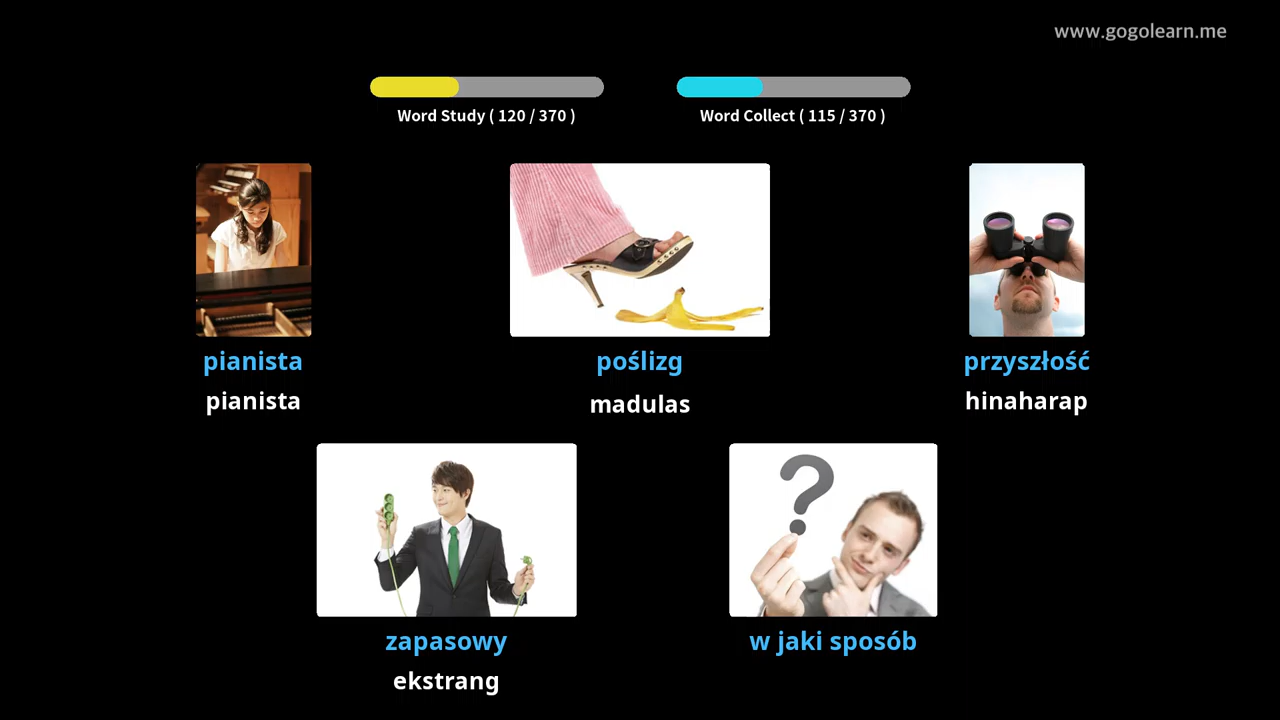 www.gogolearn.me
Word Study ( 120 / 370 )
Word Collect ( 115 / 370 )
pianista
pianista
poślizg
madulas
przyszłość
hinaharap
zapasowy
ekstrang
w jaki sposób